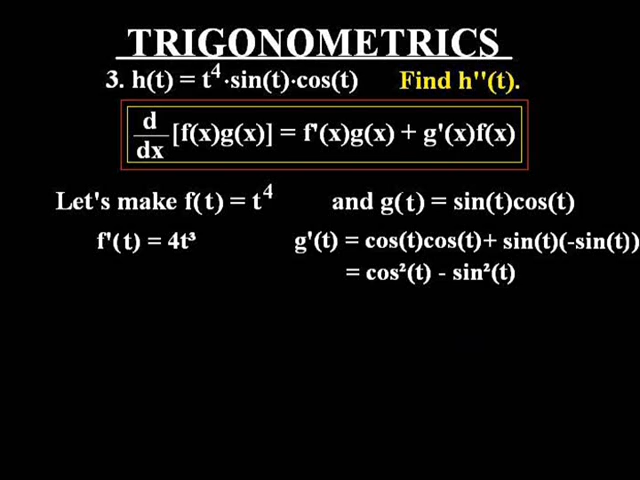 TRIGONOMETRICS
3. h(t) = t⁴·sin(t)·cos(t) Find h''(t).
d/dx [f(x)g(x)] = f'(x)g(x) + g'(x)f(x)
Let's make f(t) = t⁴ and g(t) = sin(t)cos(t)
f'(t) = 4t³ g'(t) = cos(t)cos(t)+ sin(t)(-sin(t))
= cos²(t) - sin²(t)